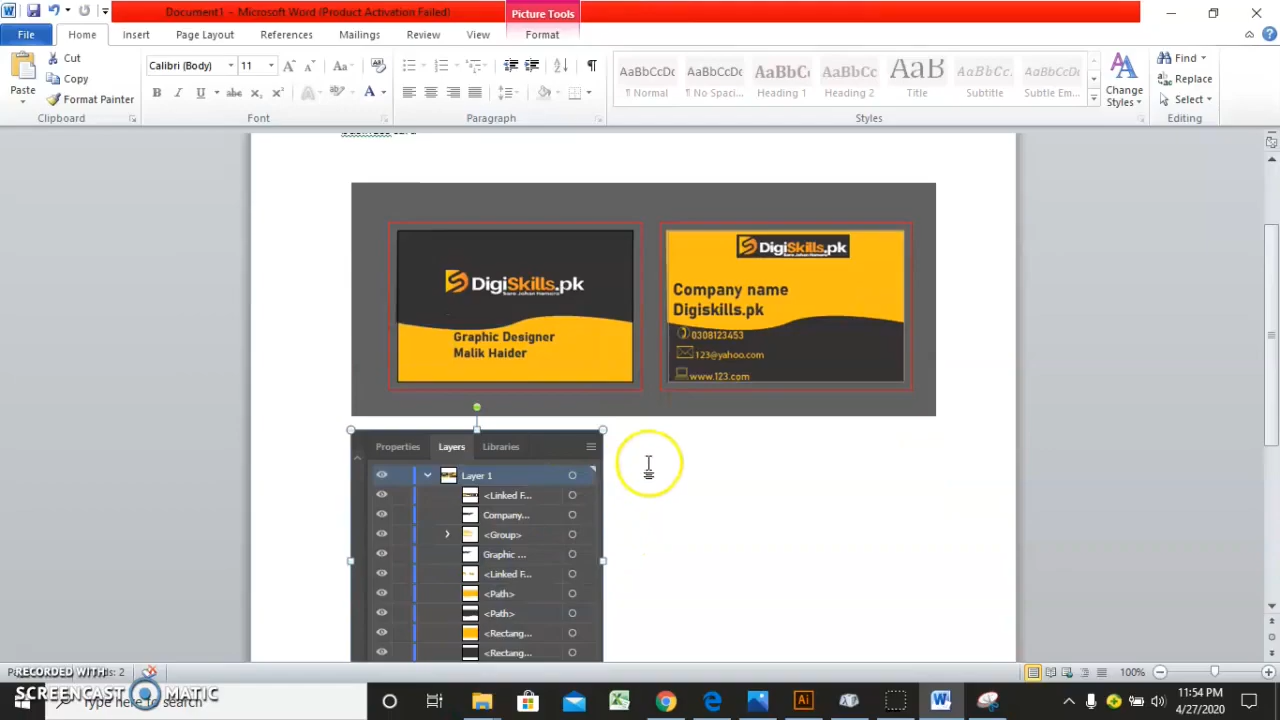 Document1 - Microsoft Word (Product Activation Failed)
Picture Tools
File
Home
Insert
Page Layout
References
Mailings
Review
View
Format
Paste
Cut
Copy
Format Painter
Clipboard
Calibri (Body)
11
Font
Paragraph
AaBbCcDc
¶ Normal
AaBbCcDc
¶ No Spaci...
AaBbC
Heading 1
AaBbCc
Heading 2
AaB
Title
AaBbCcD
Subtitle
AaBbCcDc
Subtle Em...
Styles
Change
Styles
Find
Replace
Select
Editing
DigiSkills.pk
Graphic Designer
Malik Haider
DigiSkills.pk
Company name
Digiskills.pk
0308123453
123@yahoo.com
www.123.com
Properties
Layers
Libraries
Layer 1
<Linked F...
Company...
<Group>
Graphic ...
<Linked F...
<Path>
<Path>
<Rectang...
<Rectang...
RECORDED WITH
SCREENCAST MATIC
Type here to search
100%
11:54 PM
4/27/2020